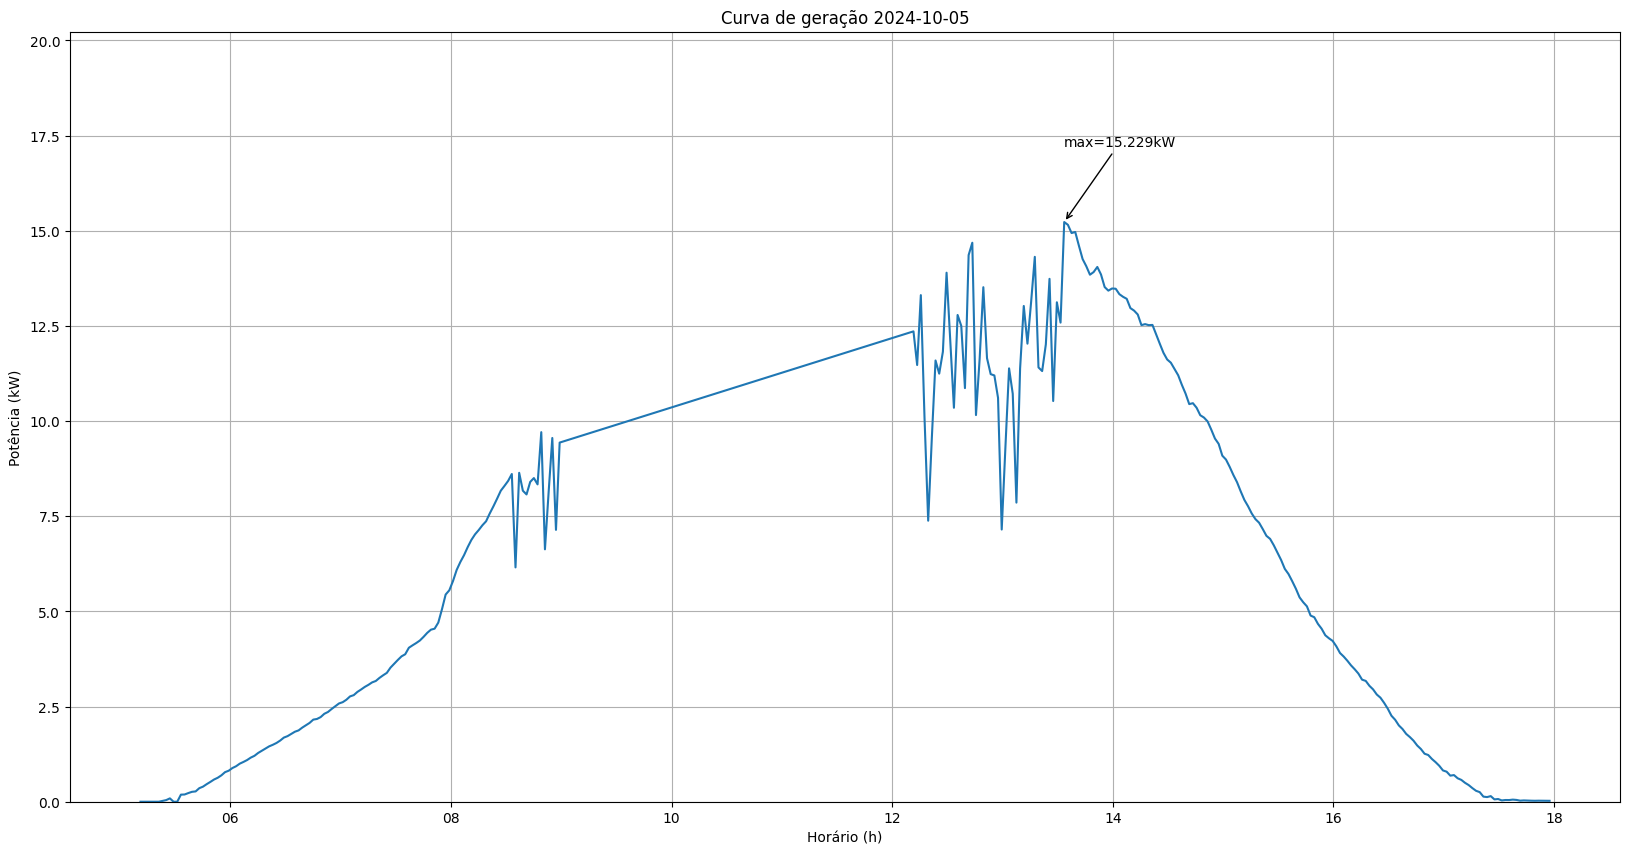 Curva de geração 2024-10-05
20.0
17.5
15.0
12.5
10.0
7.5
5.0
2.5
0.0
Potência (kW)
max=15.229kW
06 08 10 12 14 16 18
Horário (h)